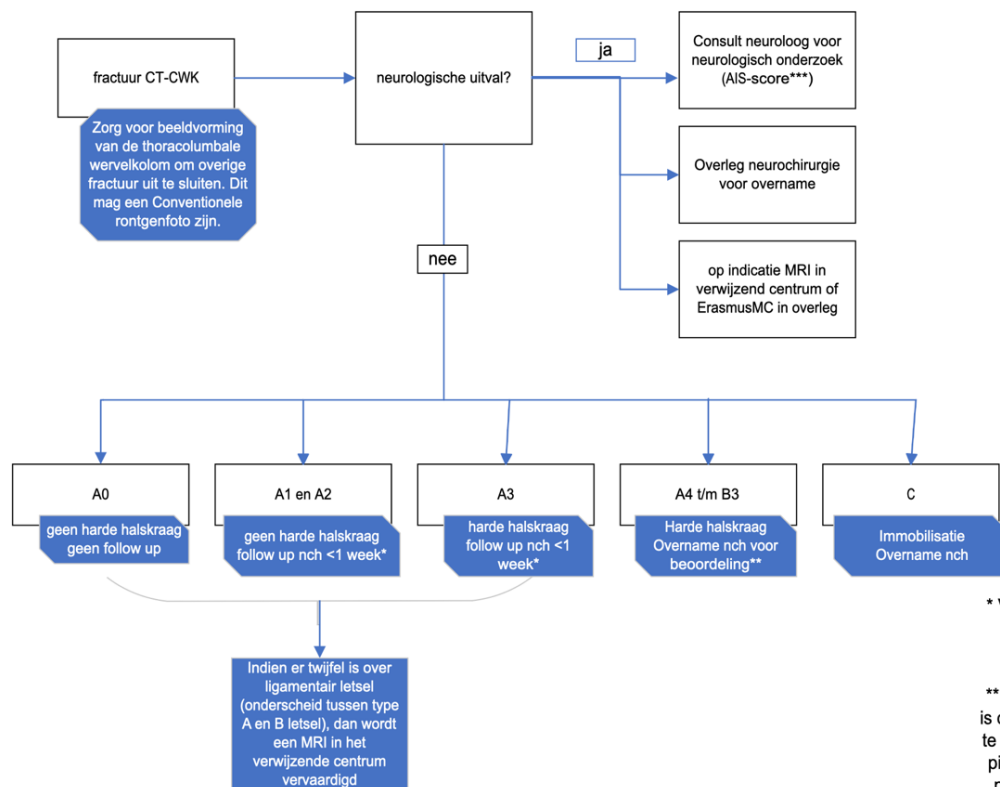 fractuur CT-CWK
Zorg voor beeldvorming
van de thoracolumbale
wervelkolom om overige
fractuur uit te sluiten. Dit
mag een Conventionele
rontgenfoto zijn.
neurologische uitval?
ja
Consult neuroloog voor
neurologisch onderzoek
(AIS-score***)
Overleg neurochirurgie
voor overname
op indicatie MRI in
verwijzend centrum of
ErasmusMC in overleg
nee
A0
geen harde halskraag
geen follow up
A1 en A2
geen harde halskraag
follow up nch <1 week*
A3
harde halskraag
follow up nch <1
week*
A4 t/m B3
Harde halskraag
Overname nch voor
beoordeling**
C
Immobilisatie
Overname nch
Indien er twijfel is over
ligamentair letsel
(onderscheid tussen type
A en B letsel), dan wordt
een MRI in het
verwijzende centrum
vervaardigd
*
**
is
te